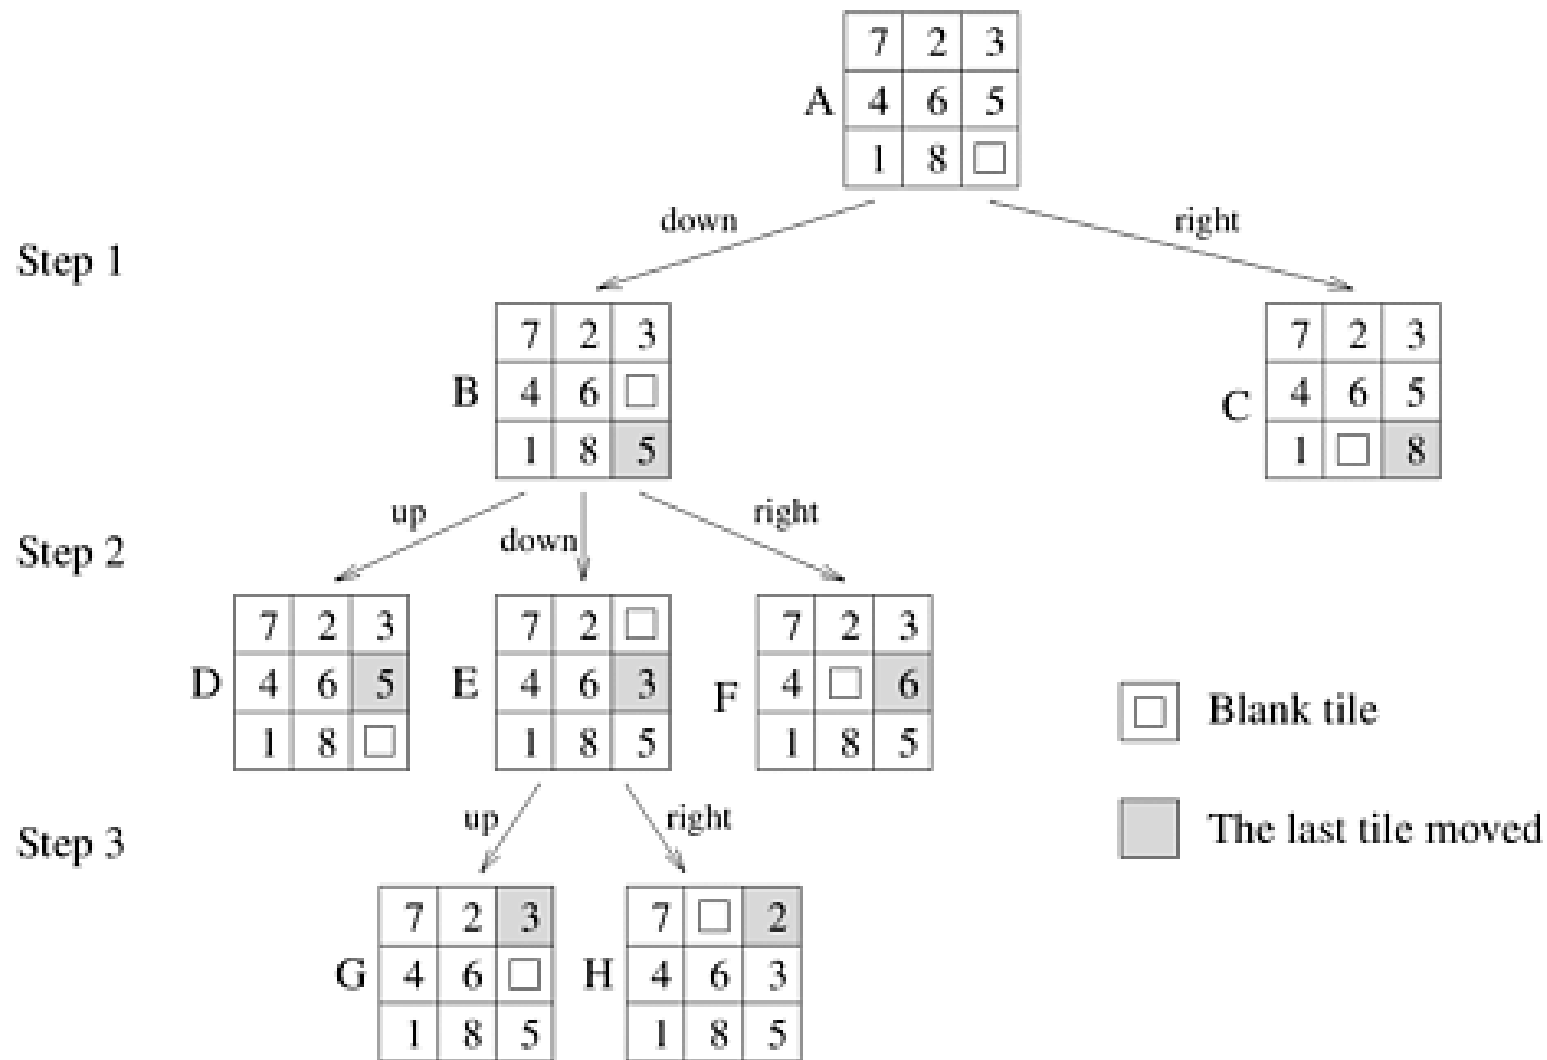 7 2 3
A 4 6 5
1 8
down right
Step 1
7 2 3
B 4 6
1 8 5
7 2 3
C 4 6 5
1 8
up down right
Step 2
7 2 3
D 4 6 5
1 8
7 2
E 4 6 3
1 8 5
7 2 3
F 4 6
1 8 5
Blank tile
The last tile moved
up right
Step 3
7 2 3
G 4 6
1 8 5
7 2
H 4 6 3
1 8 5